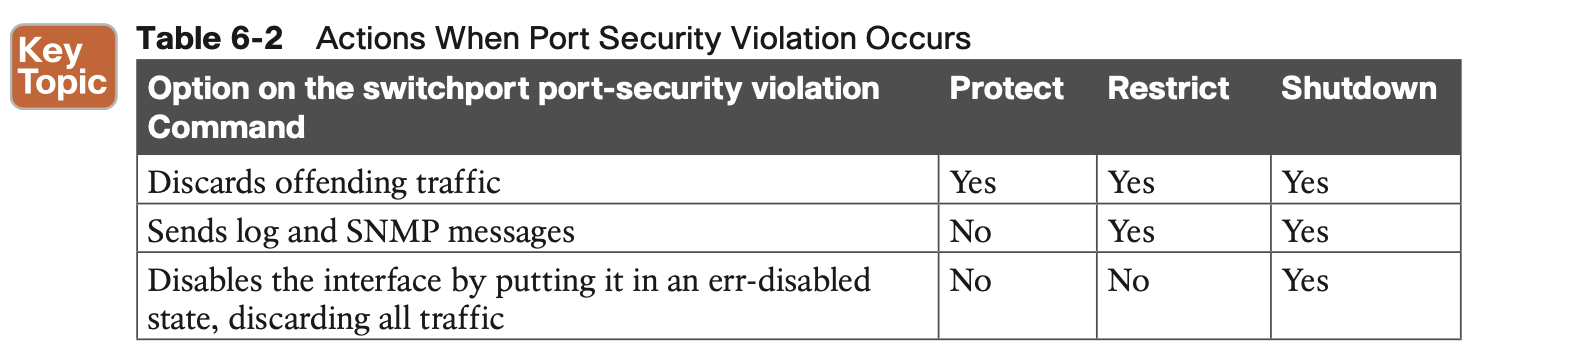 Key
Topic
Table 6-2 Actions When Port Security Violation Occurs
Option on the switchport port-security violation Protect Restrict Shutdown
Command
Discards offending traffic Yes Yes Yes
Sends log and SNMP messages No Yes Yes
Disables the interface by putting it in an err-disabled No No Yes
state, discarding all traffic